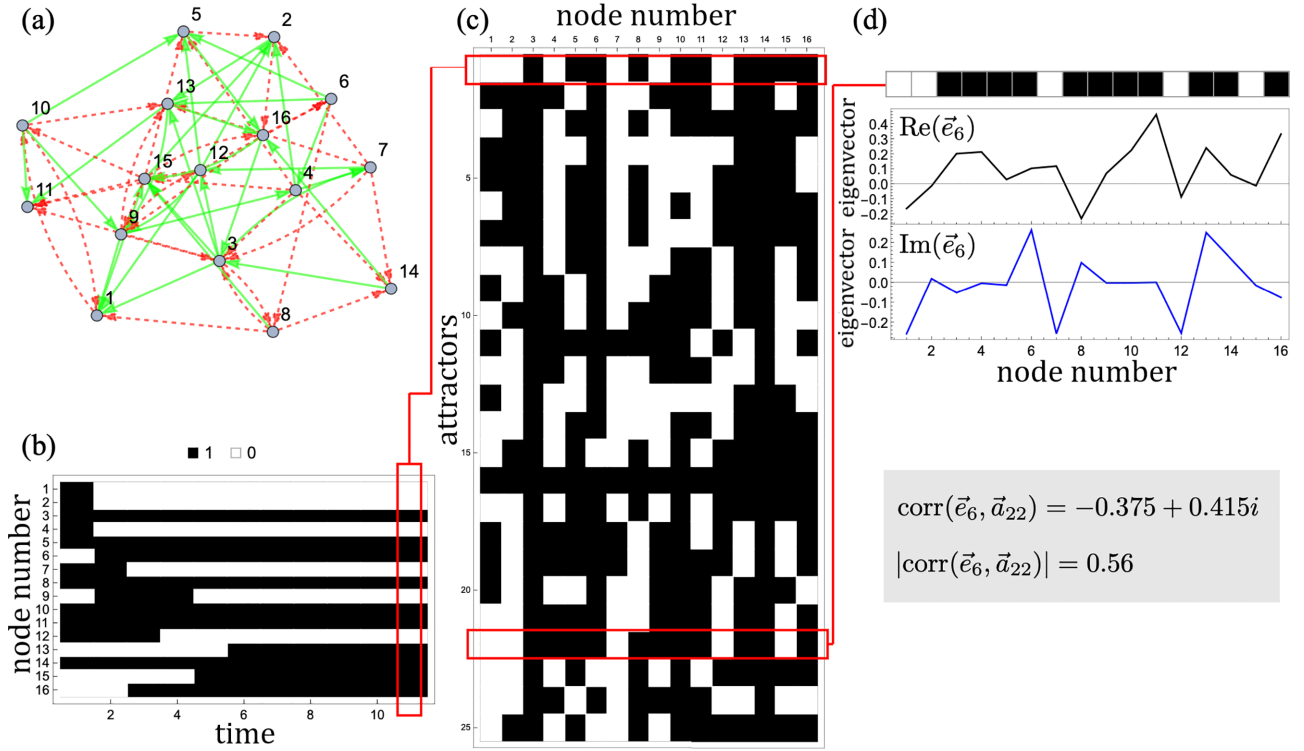 (a)
5
2
13
6
10
16
7
12
15
4
11
9
3
14
1
8
(b)
1 0
node number
1
2
3
4
5
6
7
8
9
10
11
12
13
14
15
16
2 4 6 8 10
time
(c)
node number
1 2 3 4 5 6 7 8 9 10 11 12 13 14 15 16
attractors
5
10
15
20
25
(d)
eigenvector
Re(e⃗₆)
0.4
0.3
0.2
0.1
0.0
−0.1
−0.2
eigenvector
Im(e⃗₆)
0.2
0.1
0.0
−0.1
−0.2
2 4 6 8 10 12 14 16
node number
corr(e⃗₆, a⃗₂₂) = −0.375 + 0.415i
|corr(e⃗₆, a⃗₂₂)| = 0.56